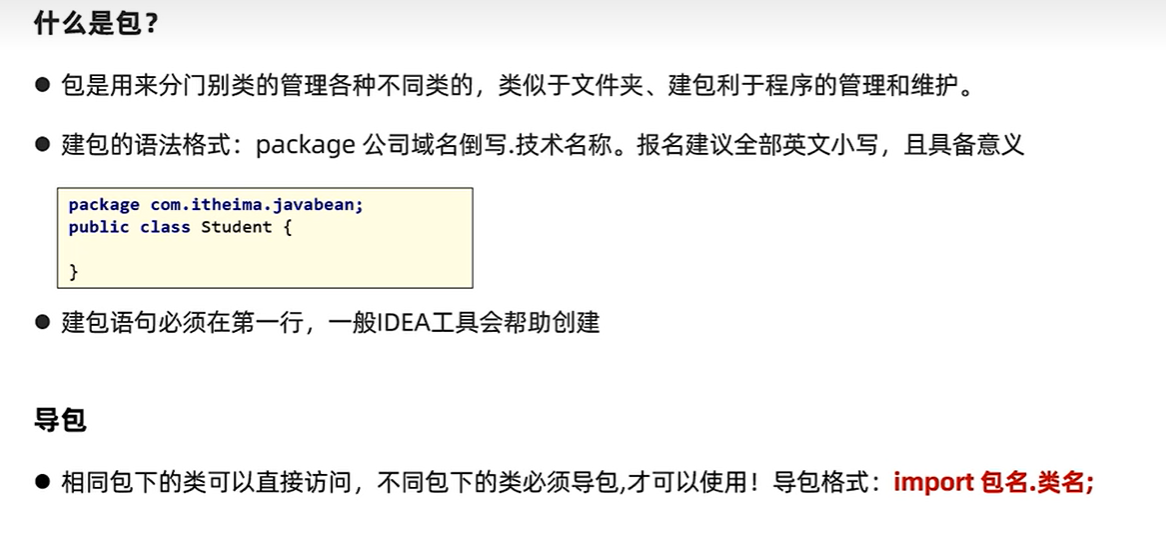 什么是包？
● 包是用来分门别类的管理各种不同类的，类似于文件夹、建包利于程序的管理和维护。
● 建包的语法格式：package 公司域名倒写.技术名称。报名建议全部英文小写，且具备意义
package com.itheima.javabean;
public class Student {
}
● 建包语句必须在第一行，一般IDEA工具会帮助创建
导包
● 相同包下的类可以直接访问，不同包下的类必须导包,才可以使用！导包格式：import 包名.类名;